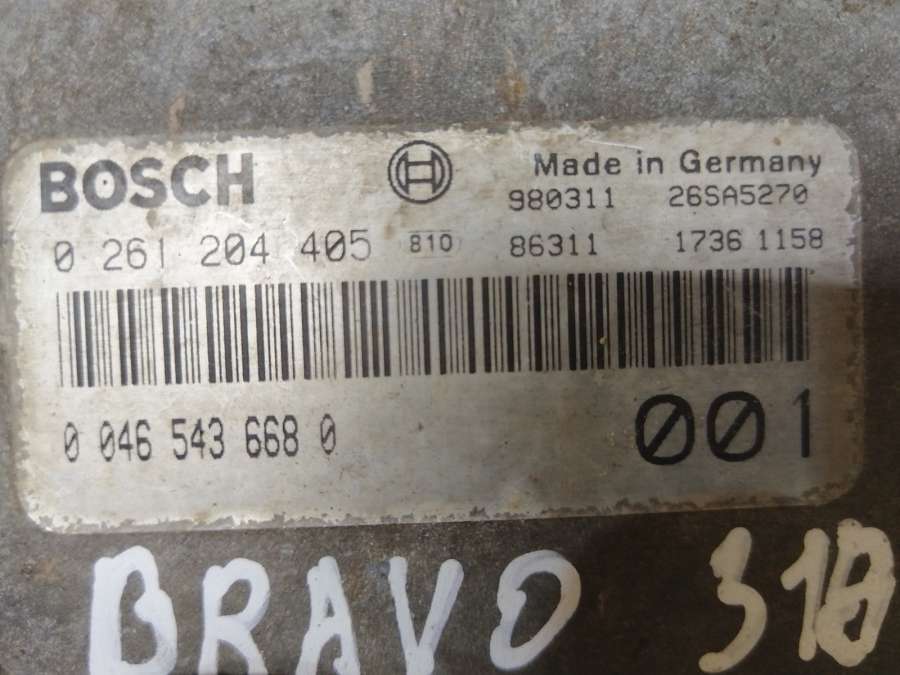 BOSCH Made in Germany
980311 26SA5270
0 261 204 405 810 86311 1736 1158
0 046 543 668 0 001
BRAVO 310